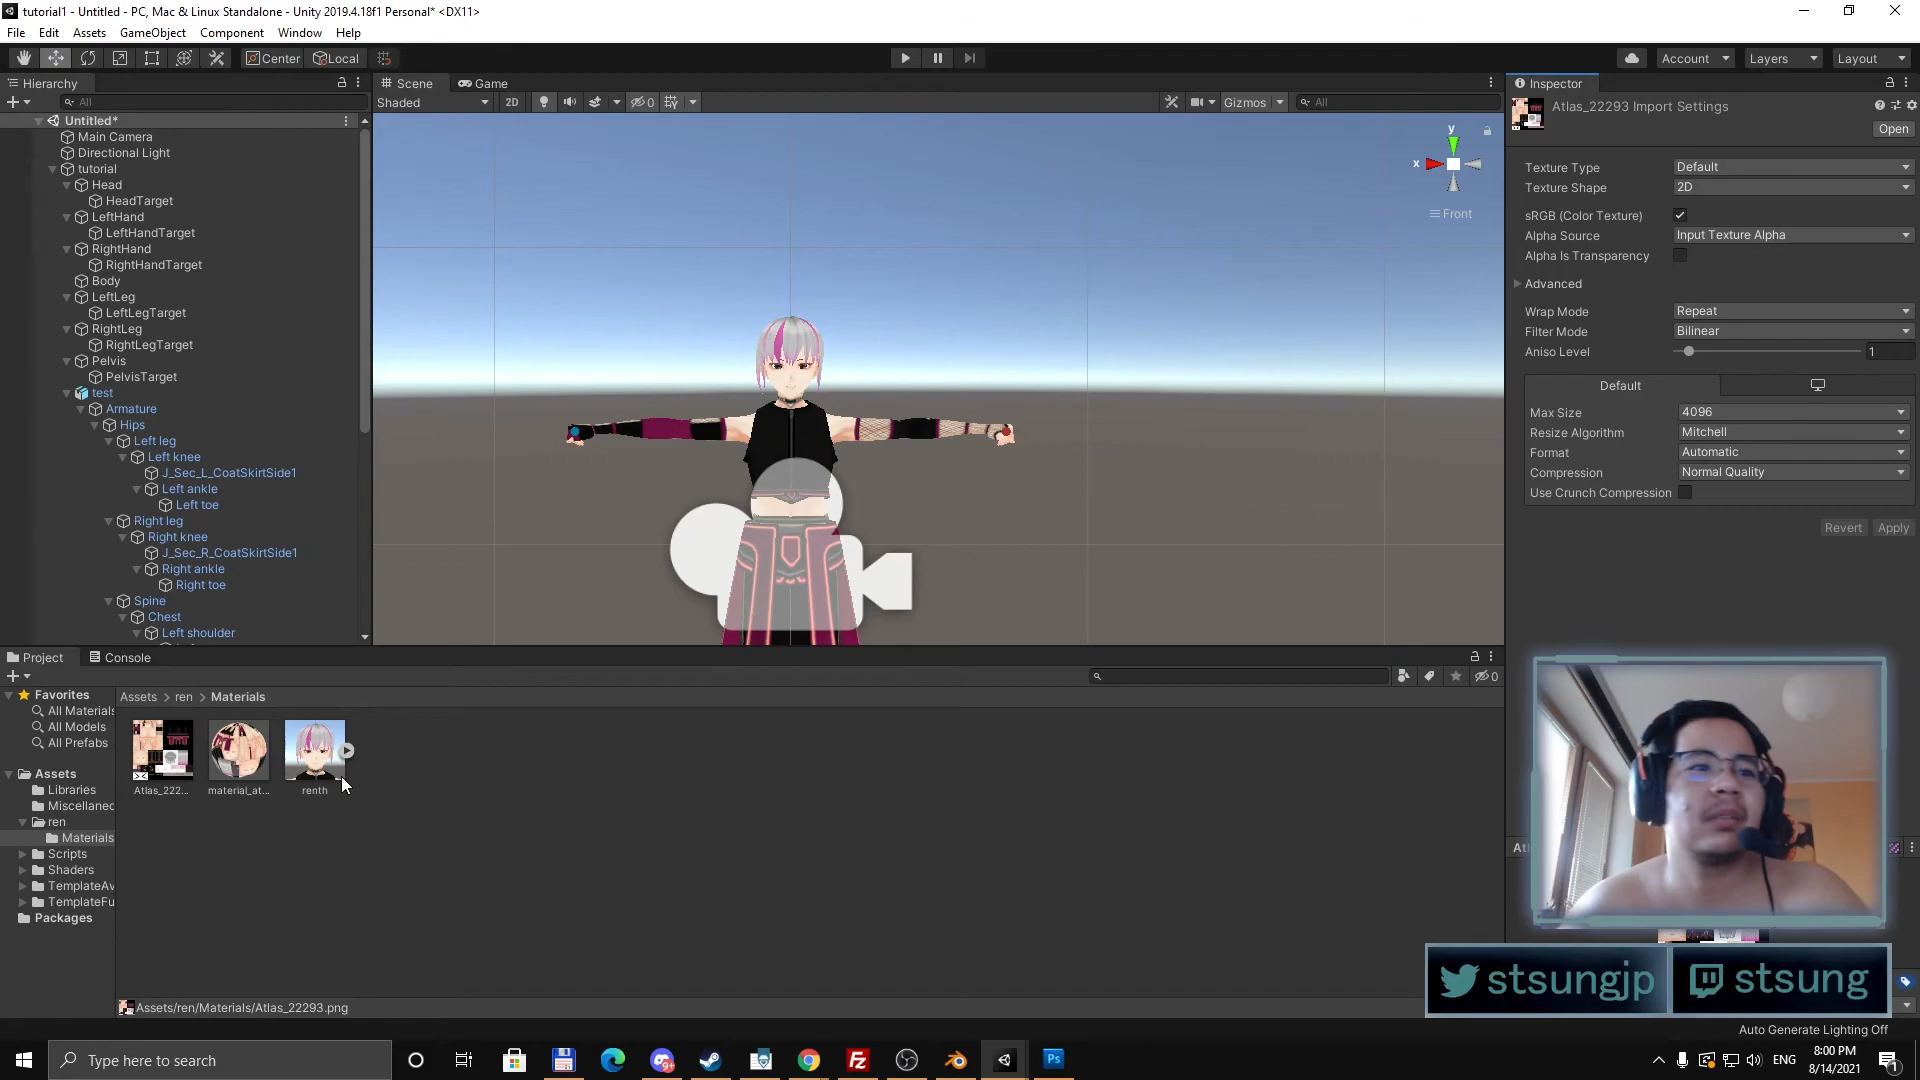 tutorial1 - Untitled - PC, Mac & Linux Standalone - Unity 2019.4.18f1 Personal* <DX11>
File Edit Assets GameObject Component Window Help
Center Local Account Layers Layout
Hierarchy
All
Untitled*
Main Camera
Directional Light
tutorial
Head
HeadTarget
LeftHand
LeftHandTarget
RightHand
RightHandTarget
Body
LeftLeg
LeftLegTarget
RightLeg
RightLegTarget
Pelvis
PelvisTarget
test
Armature
Hips
Left leg
Left knee
J_Sec_L_CoatSkirtSide1
Left ankle
Left toe
Right leg
Right knee
J_Sec_R_CoatSkirtSide1
Right ankle
Right toe
Spine
Chest
Left shoulder
Scene Game
Shaded 2D 0 Gizmos All
y
x
Front
Inspector
Atlas_22293 Import Settings
Open
Texture Type Default
Texture Shape 2D
sRGB (Color Texture)
Alpha Source Input Texture Alpha
Alpha Is Transparency
Advanced
Wrap Mode Repeat
Filter Mode Bilinear
Aniso Level 1
Default
Max Size 4096
Resize Algorithm Mitchell
Format Automatic
Compression Normal Quality
Use Crunch Compression
Revert Apply
Project Console
0
Favorites
All Materials
All Models
All Prefabs
Assets
Libraries
Miscellanec
ren
Materials
Scripts
Shaders
TemplateAv
TemplateFu
Packages
Assets > ren > Materials
Atlas_222...
material_at...
renth
Assets/ren/Materials/Atlas_22293.png
stsungjp stsung
Auto Generate Lighting Off
Type here to search
ENG
8:00 PM
8/14/2021